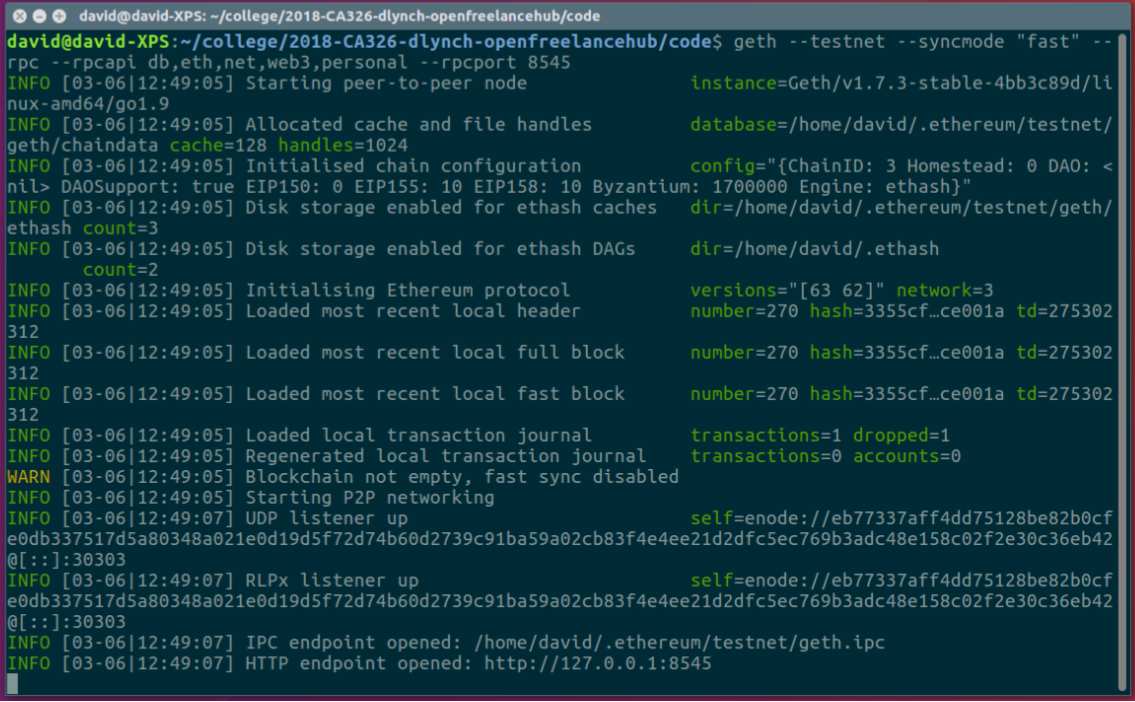 david@david-XPS: ~/college/2018-CA326-dlynch-openfreelancehub/code
david@david-XPS:~/college/2018-CA326-dlynch-openfreelancehub/code$ geth --testnet --syncmode "fast" --
rpc --rpcapi db,eth,net,web3,personal --rpcport 8545
INFO [03-06|12:49:05] Starting peer-to-peer node instance=Geth/v1.7.3-stable-4bb3c89d/li
nux-amd64/go1.9
INFO [03-06|12:49:05] Allocated cache and file handles database=/home/david/.ethereum/testnet/
geth/chaindata cache=128 handles=1024
INFO [03-06|12:49:05] Initialised chain configuration config="{ChainID: 3 Homestead: 0 DAO: <
nil> DAOSupport: true EIP150: 0 EIP155: 10 EIP158: 10 Byzantium: 1700000 Engine: ethash}"
INFO [03-06|12:49:05] Disk storage enabled for ethash caches dir=/home/david/.ethereum/testnet/geth/
ethash count=3
INFO [03-06|12:49:05] Disk storage enabled for ethash DAGs dir=/home/david/.ethash
count=2
INFO [03-06|12:49:05] Initialising Ethereum protocol versions="[63 62]" network=3
INFO [03-06|12:49:05] Loaded most recent local header number=270 hash=3355cf…ce001a td=275302
312
INFO [03-06|12:49:05] Loaded most recent local full block number=270 hash=3355cf…ce001a td=275302
312
INFO [03-06|12:49:05] Loaded most recent local fast block number=270 hash=3355cf…ce001a td=275302
312
INFO [03-06|12:49:05] Loaded local transaction journal transactions=1 dropped=1
INFO [03-06|12:49:05] Regenerated local transaction journal transactions=0 accounts=0
WARN [03-06|12:49:05] Blockchain not empty, fast sync disabled
INFO [03-06|12:49:05] Starting P2P networking
INFO [03-06|12:49:07] UDP listener up self=enode://eb77337aff4dd75128be82b0cf
e0db337517d5a80348a021e0d19d5f72d74b60d2739c91ba59a02cb83f4e4ee21d2dfc5ec769b3adc48e158c02f2e30c36eb42
@[::]:30303
INFO [03-06|12:49:07] RLPx listener up self=enode://eb77337aff4dd75128be82b0cf
e0db337517d5a80348a021e0d19d5f72d74b60d2739c91ba59a02cb83f4e4ee21d2dfc5ec769b3adc48e158c02f2e30c36eb42
@[::]:30303
INFO [03-06|12:49:07] IPC endpoint opened: /home/david/.ethereum/testnet/geth.ipc
INFO [03-06|12:49:07] HTTP endpoint opened: http://127.0.0.1:8545